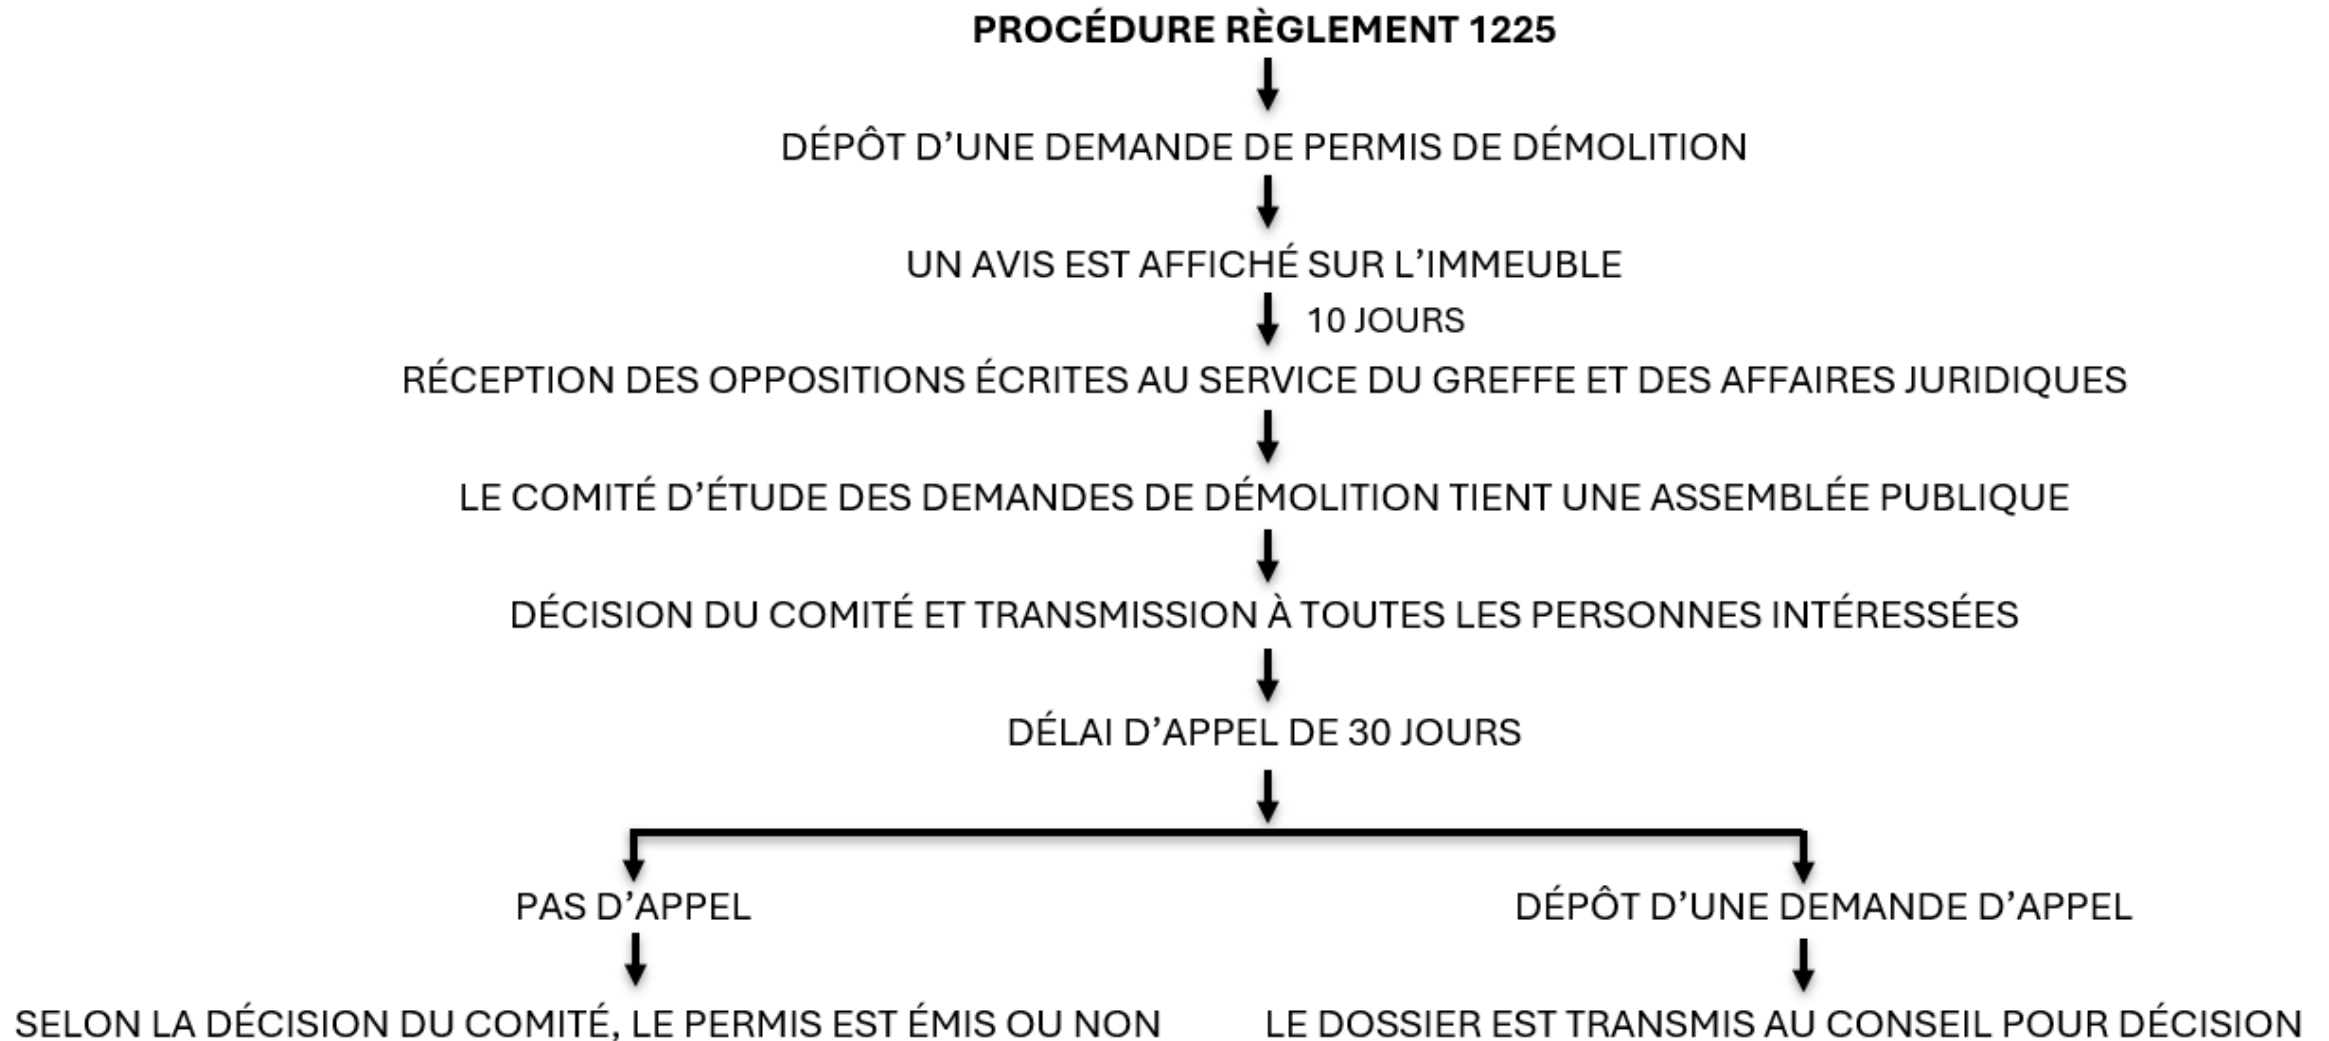 PROCÉDURE RÈGLEMENT 1225
DÉPÔT D’UNE DEMANDE DE PERMIS DE DÉMOLITION
UN AVIS EST AFFICHÉ SUR L’IMMEUBLE
10 JOURS
RÉCEPTION DES OPPOSITIONS ÉCRITES AU SERVICE DU GREFFE ET DES AFFAIRES JURIDIQUES
LE COMITÉ D’ÉTUDE DES DEMANDES DE DÉMOLITION TIENT UNE ASSEMBLÉE PUBLIQUE
DÉCISION DU COMITÉ ET TRANSMISSION À TOUTES LES PERSONNES INTÉRESSÉES
DÉLAI D’APPEL DE 30 JOURS
PAS D’APPEL
DÉPÔT D’UNE DEMANDE D’APPEL
SELON LA DÉCISION DU COMITÉ, LE PERMIS EST ÉMIS OU NON
LE DOSSIER EST TRANSMIS AU CONSEIL POUR DÉCISION